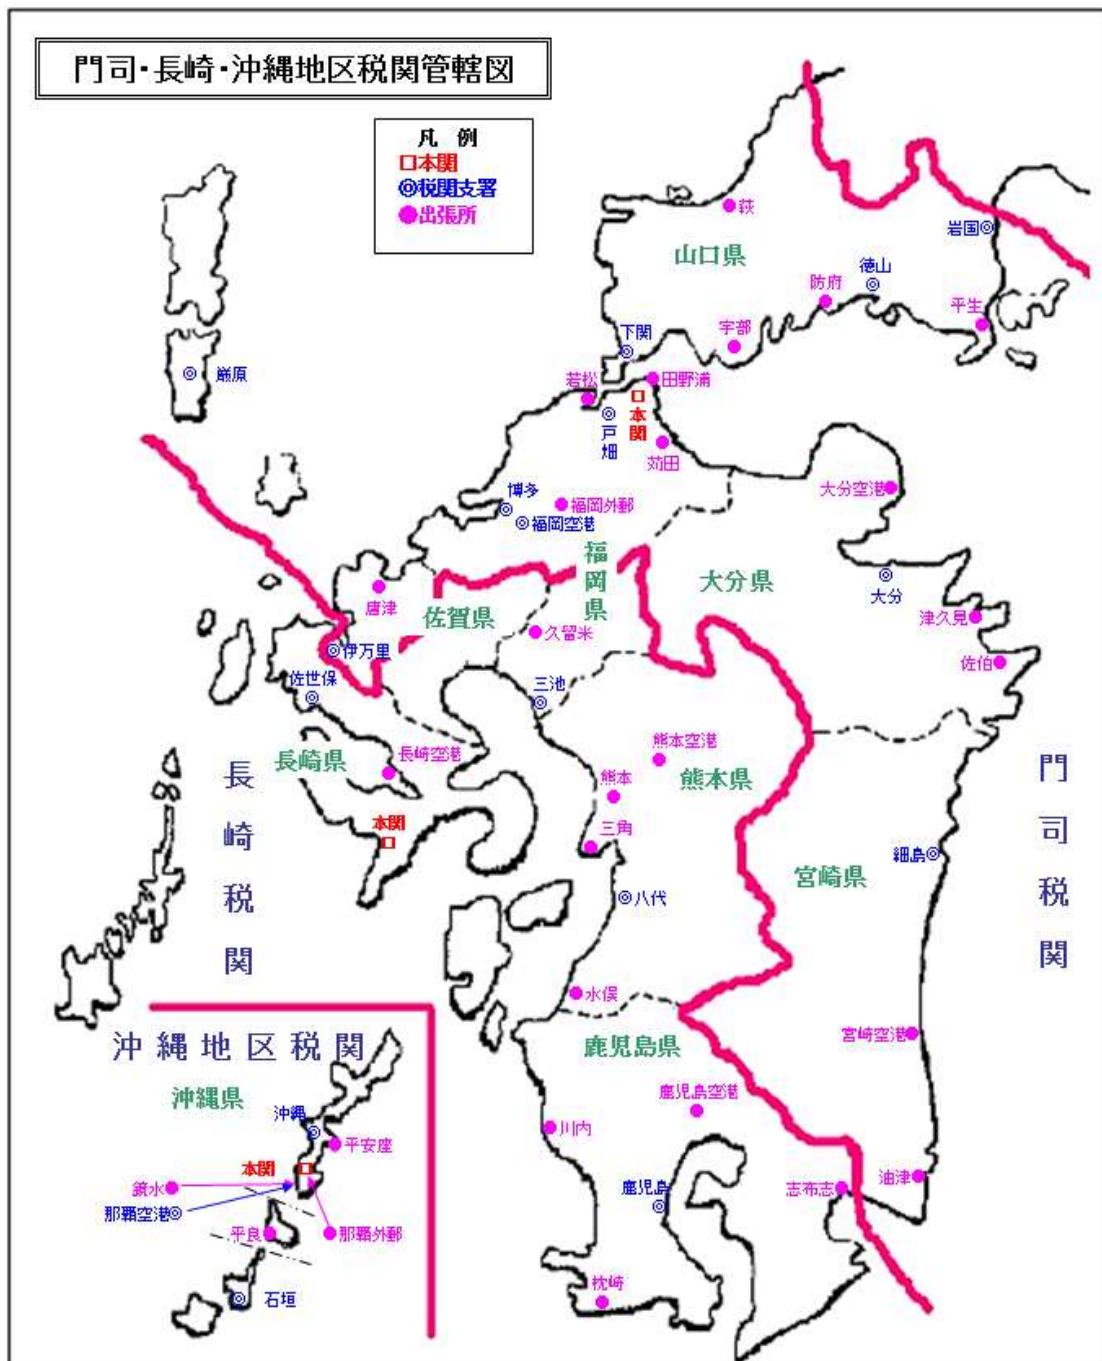 門司・長崎・沖縄地区税関管轄図
凡 例
本関
税関支署
出張所
萩
岩国
山口県
徳山
防府
平生
宇部
下関
厳原
若松
田野浦
本関
戸畑
苅田
大分空港
博多
福岡外郵
福岡空港
福岡県
大分県
大分
唐津
佐賀県
久留米
津久見
伊万里
佐伯
佐世保
三池
長崎県
長崎空港
熊本空港
熊本県
熊本
長崎税関
門司税関
本関
三角
細島
宮崎県
八代
水俣
宮崎空港
鹿児島県
沖縄地区税関
沖縄県
鹿児島空港
沖縄
平安座
川内
本関
鏡水
那覇空港
鹿児島
志布志
油津
平良
那覇外郵
石垣
枕崎